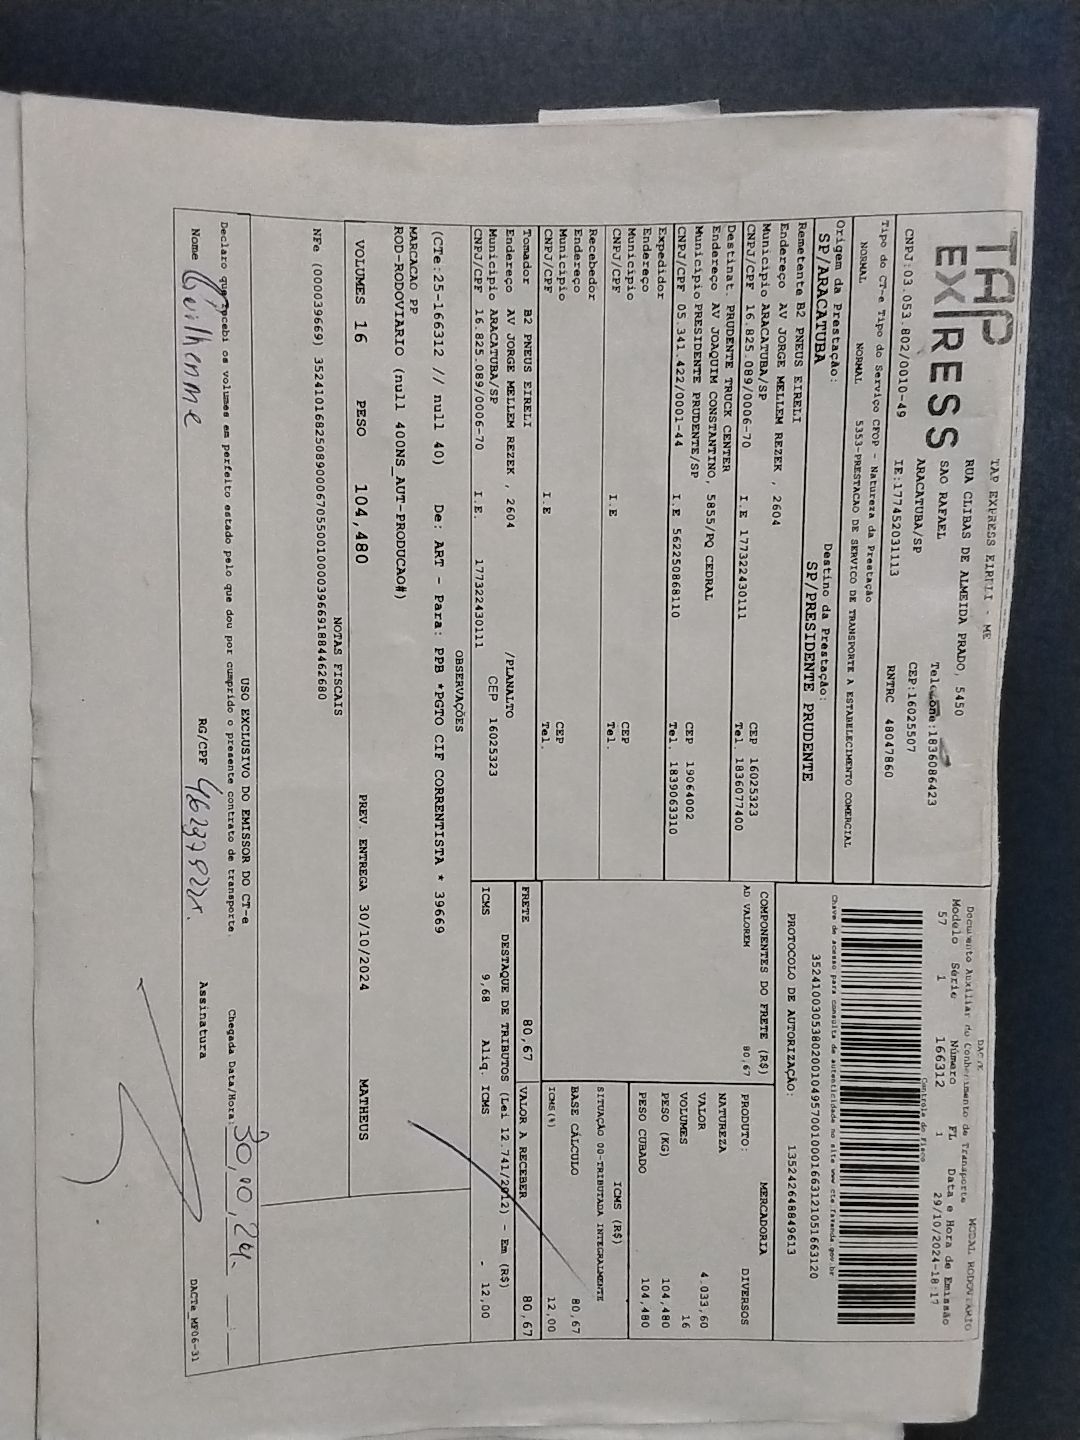 TAP EXPRESS
TAP EXPRESS EIRELI - ME
RUA CLIBAS DE ALMEIDA PRADO, 5450
SAO RAFAEL
ARACATUBA/SP
CEP:16025507
:1836086423
CNPJ:03.053.802/0010-49 IE:177452031113 RNTRC 48047860
DACTE MODAL RODOVIARIO
Documento Auxiliar do Conhecimento de Transporte
Modelo Série Número FL Data e Hora de Emissão
57 1 166312 1 29/10/2024-18:17
Controle do Fisco
Chave de acesso para consulta de autenticidade no site www.cte.fazenda.gov.br
35241003053802001049570010001663121051663120
PROTOCOLO DE AUTORIZAÇÃO: 135242648849613
Tipo do CT-e Tipo do Serviço CFOP - Natureza da Prestação
NORMAL NORMAL 5353-PRESTACAO DE SERVICO DE TRANSPORTE A ESTABELECIMENTO COMERCIAL
Origem da Prestação: Destino da Prestação:
SP/ARACATUBA SP/PRESIDENTE PRUDENTE
Remetente B2 PNEUS EIRELI
Endereço AV JORGE MELLEM REZEK , 2604
Municipio ARACATUBA/SP CEP 16025323
CNPJ/CPF 16.825.089/0006-70 I.E 177322430111 Tel 1836077400
Destinat. PRUDENTE TRUCK CENTER
Endereço AV JOAQUIM CONSTANTINO, 5855/PQ CEDRAL
Municipio PRESIDENTE PRUDENTE/SP CEP 19064002
CNPJ/CPF 05.341.422/0001-44 I.E 562250868110 Tel. 1839063310
Expedidor
Endereço
Municipio CEP
CNPJ/CPF I.E Tel.
Recebedor
Endereço
Municipio CEP
CNPJ/CPF I.E Tel.
Tomador B2 PNEUS EIRELI
Endereço AV JORGE MELLEM REZEK , 2604 /PLANALTO
Municipio ARACATUBA/SP CEP 16025323
CNPJ/CPF 16.825.089/0006-70 I.E. 177322430111
COMPONENTES DO FRETE (R$)
AD VALOREM 80,67
PRODUTO: MERCADORIA
NATUREZA DIVERSOS
VALOR 4.033,60
VOLUMES 16
PESO (KG) 104,480
PESO CUBADO 104,480
ICMS (R$)
SITUAÇÃO 00-TRIBUTADA INTEGRALMENTE
BASE CÁLCULO 80,67
ICMS(%) 12,00
FRETE 80,67 VALOR A RECEBER 80,67
DESTAQUE DE TRIBUTOS (Lei 12.741/2012) - Em (R$)
ICMS 9,68 Aliq. ICMS - 12,00
OBSERVAÇÕES
(CTe:25-166312 // null 40) De: ART - Para: PPB *PGTO CIF CORRENTISTA * 39669
MARCACAO PP
ROD-RODOVIARIO (null 400NS_AUT-PRODUCAO#)
VOLUMES 16 PESO 104,480 PREV. ENTREGA 30/10/2024 MATHEUS
NOTAS FISCAIS
NFe (000039669) 35241016825089000670550010000396691884462680
USO EXCLUSIVO DO EMISSOR DO CT-e
Declaro que recebi os volumes em perfeito estado pelo que dou por cumprido o presente contrato de transporte. Chegada Data/Hora: 30,10,24.
Nome Guilherme RG/CPF Assinatura
DACTe_MP06-31